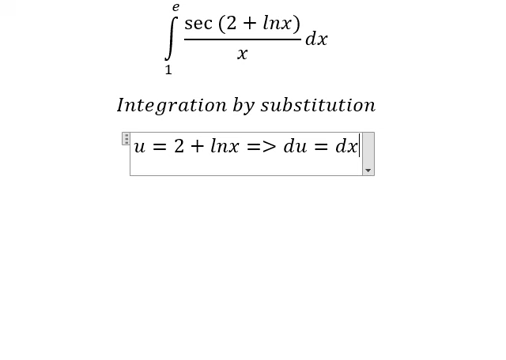 ∫₁ᵉ sec (2 + lnx) / x dx
Integration by substitution
u = 2 + lnx => du = dx